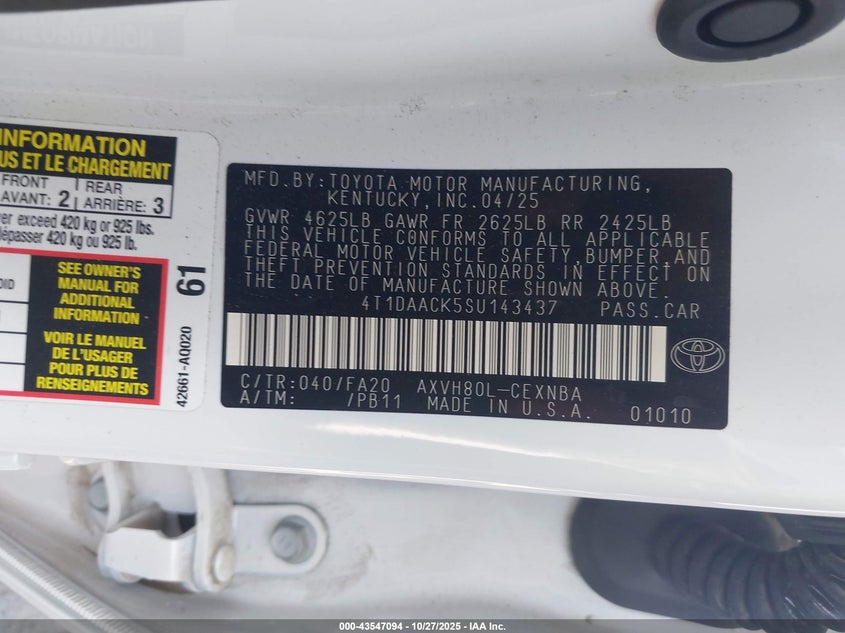 INFORMATION
US ET LE CHARGEMENT
FRONT
AVANT: 2
REAR
ARRIÈRE: 3
er exceed 420 kg or 925 lbs.
dépasser 420 kg ou 925 lb.
SEE OWNER'S
MANUAL FOR
ADDITIONAL
INFORMATION
VOIR LE MANUEL
DE L'USAGER
POUR PLUS DE
RENSEIGNEMENTS
42661-A0020
61
MFD.BY:TOYOTA MOTOR MANUFACTURING,
KENTUCKY,INC.04/25
GVWR 4625LB GAWR FR 2625LB RR 2425LB
THIS VEHICLE CONFORMS TO ALL APPLICABLE
FEDERAL MOTOR VEHICLE SAFETY,BUMPER,AND
THEFT PREVENTION STANDARDS IN EFFECT ON
THE DATE OF MANUFACTURE SHOWN ABOVE.
4T1DAACK5SU143437 PASS.CAR
C/TR:040/FA20 AXVH80L-CEXNBA
A/TM: /PB11 MADE IN U.S.A. 01010
000-43547094 | 10/27/2025 | IAA Inc.